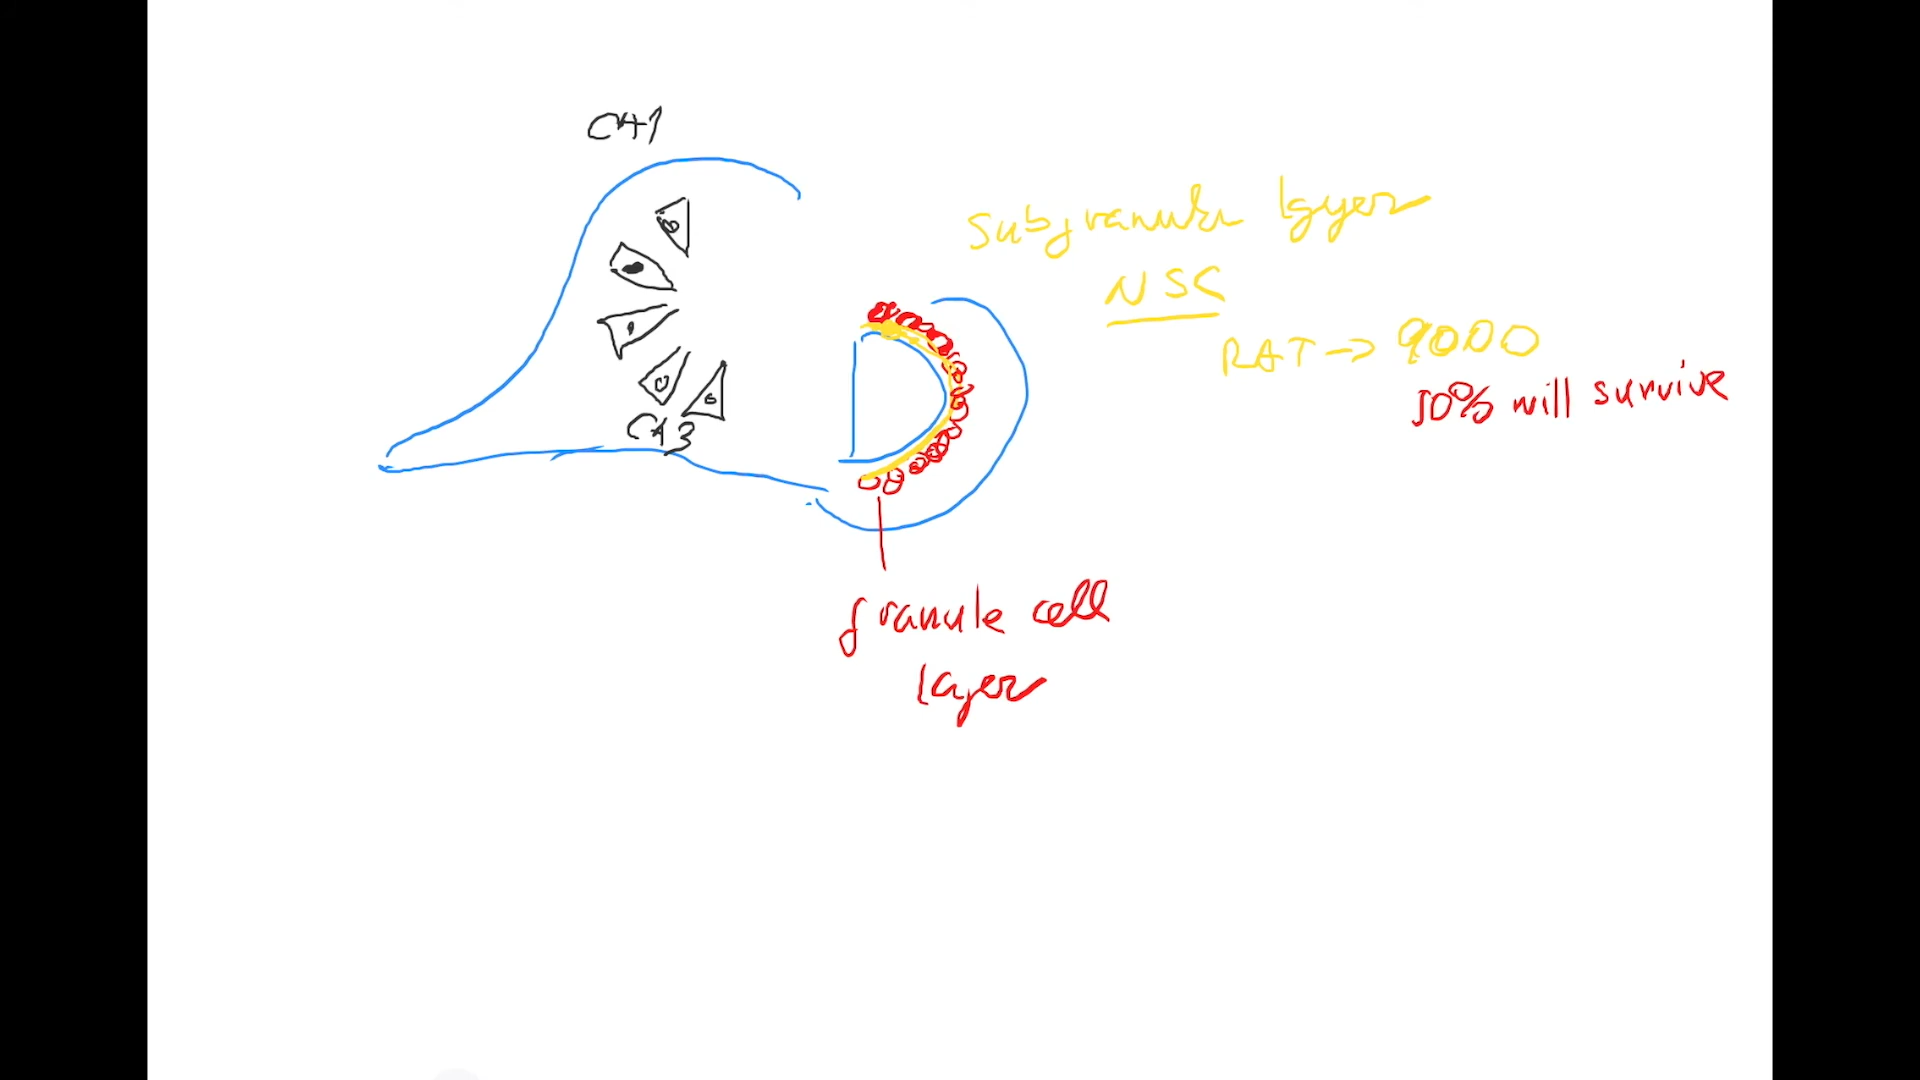 CA1
Subgranular layer
NSC
RAT → 9000
50% will survive
CA3
granule cell
layer